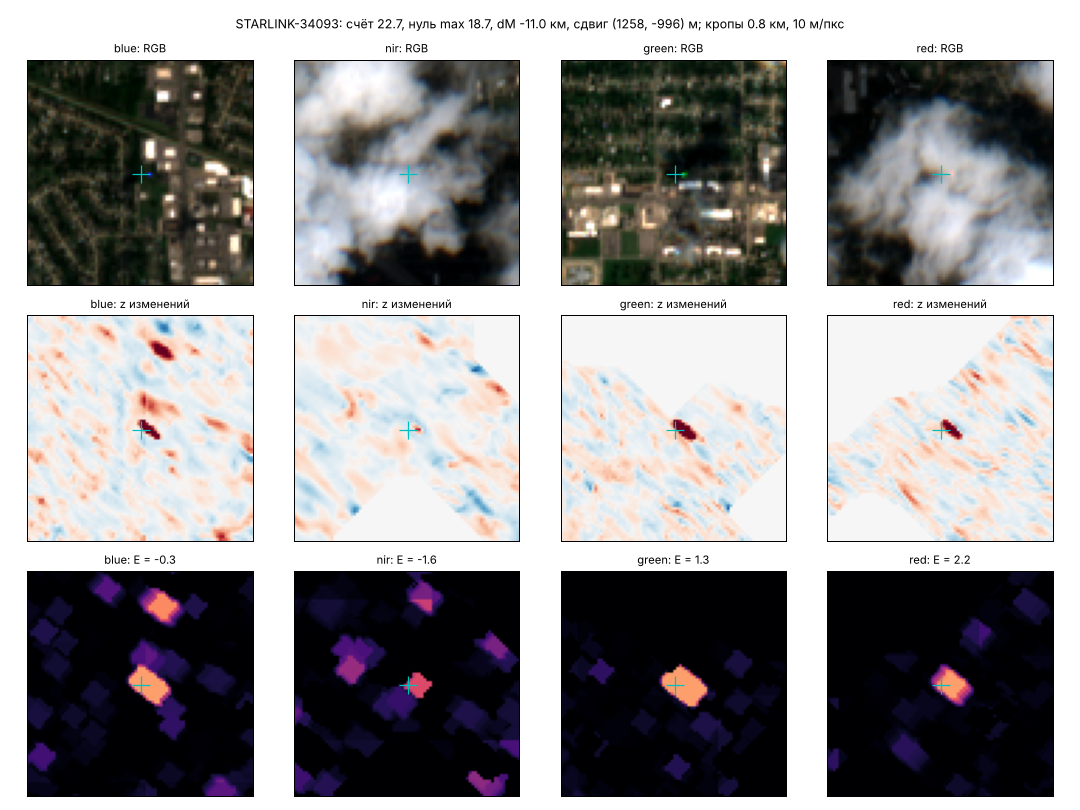 STARLINK-34093: счёт 22.7, нуль max 18.7, dM -11.0 км, сдвиг (1258, -996) м; кропы 0.8 км, 10 м/пкс
blue: RGB
nir: RGB
green: RGB
red: RGB
blue: z изменений
nir: z изменений
green: z изменений
red: z изменений
blue: E = -0.3
nir: E = -1.6
green: E = 1.3
red: E = 2.2